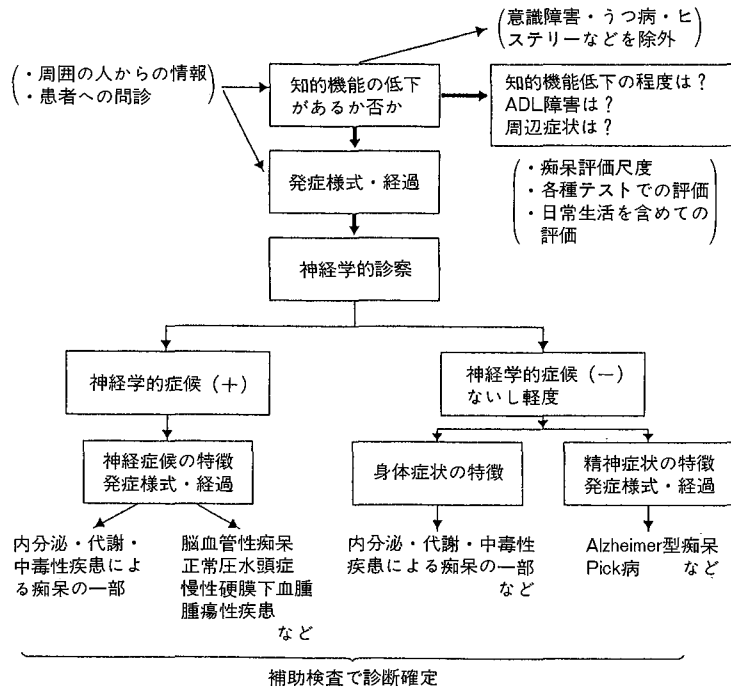 (意識障害・うつ病・ヒ
ステリーなどを除外)
(・周囲の人からの情報
・患者への問診)
知的機能の低下
があるか否か
知的機能低下の程度は?
ADL障害は?
周辺症状は?
発症様式・経過
(・痴呆評価尺度
・各種テストでの評価
・日常生活を含めての
評価)
神経学的診察
神経学的症候(+)
神経学的症候(−)
ないし軽度
神経症候の特徴
発症様式・経過
身体症状の特徴
精神症状の特徴
発症様式・経過
内分泌・代謝・
中毒性疾患によ
る痴呆の一部
脳血管性痴呆
正常圧水頭症
慢性硬膜下血腫
腫瘍性疾患
など
内分泌・代謝・中毒性
疾患による痴呆の一部
など
Alzheimer型痴呆
Pick病 など
補助検査で診断確定